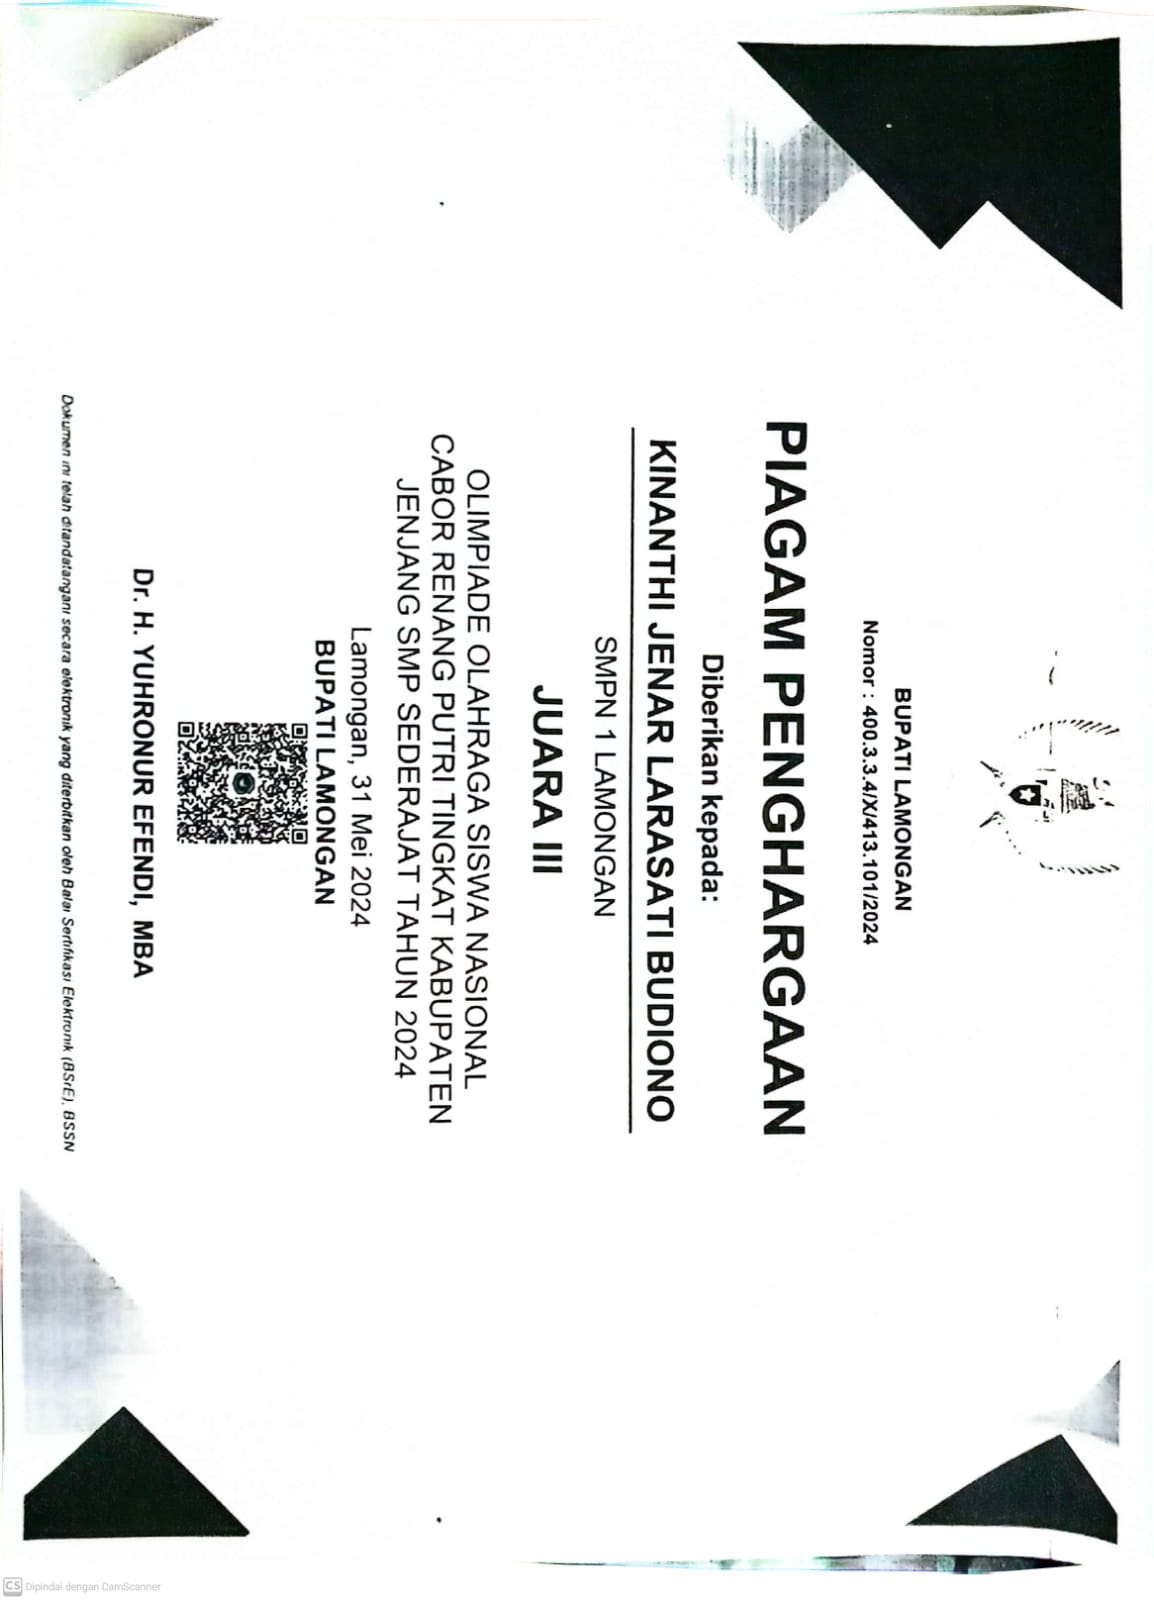 BUPATI LAMONGAN
Nomor : 400.3.3.4/X/413.101/2024
PIAGAM PENGHARGAAN
Diberikan kepada:
KINANTHI JENAR LARASATI BUDIONO
SMPN 1 LAMONGAN
JUARA III
OLIMPIADE OLAHRAGA SISWA NASIONAL
CABOR RENANG PUTRI TINGKAT KABUPATEN
JENJANG SMP SEDERAJAT TAHUN 2024
Lamongan, 31 Mei 2024
BUPATI LAMONGAN
Dr. H. YUHRONUR EFENDI, MBA
Dokumen ini telah ditandatangani secara elektronik yang diterbitkan oleh Balai Sertifikasi Elektronik (BSrE), BSSN
CS Dipindai dengan CamScanner